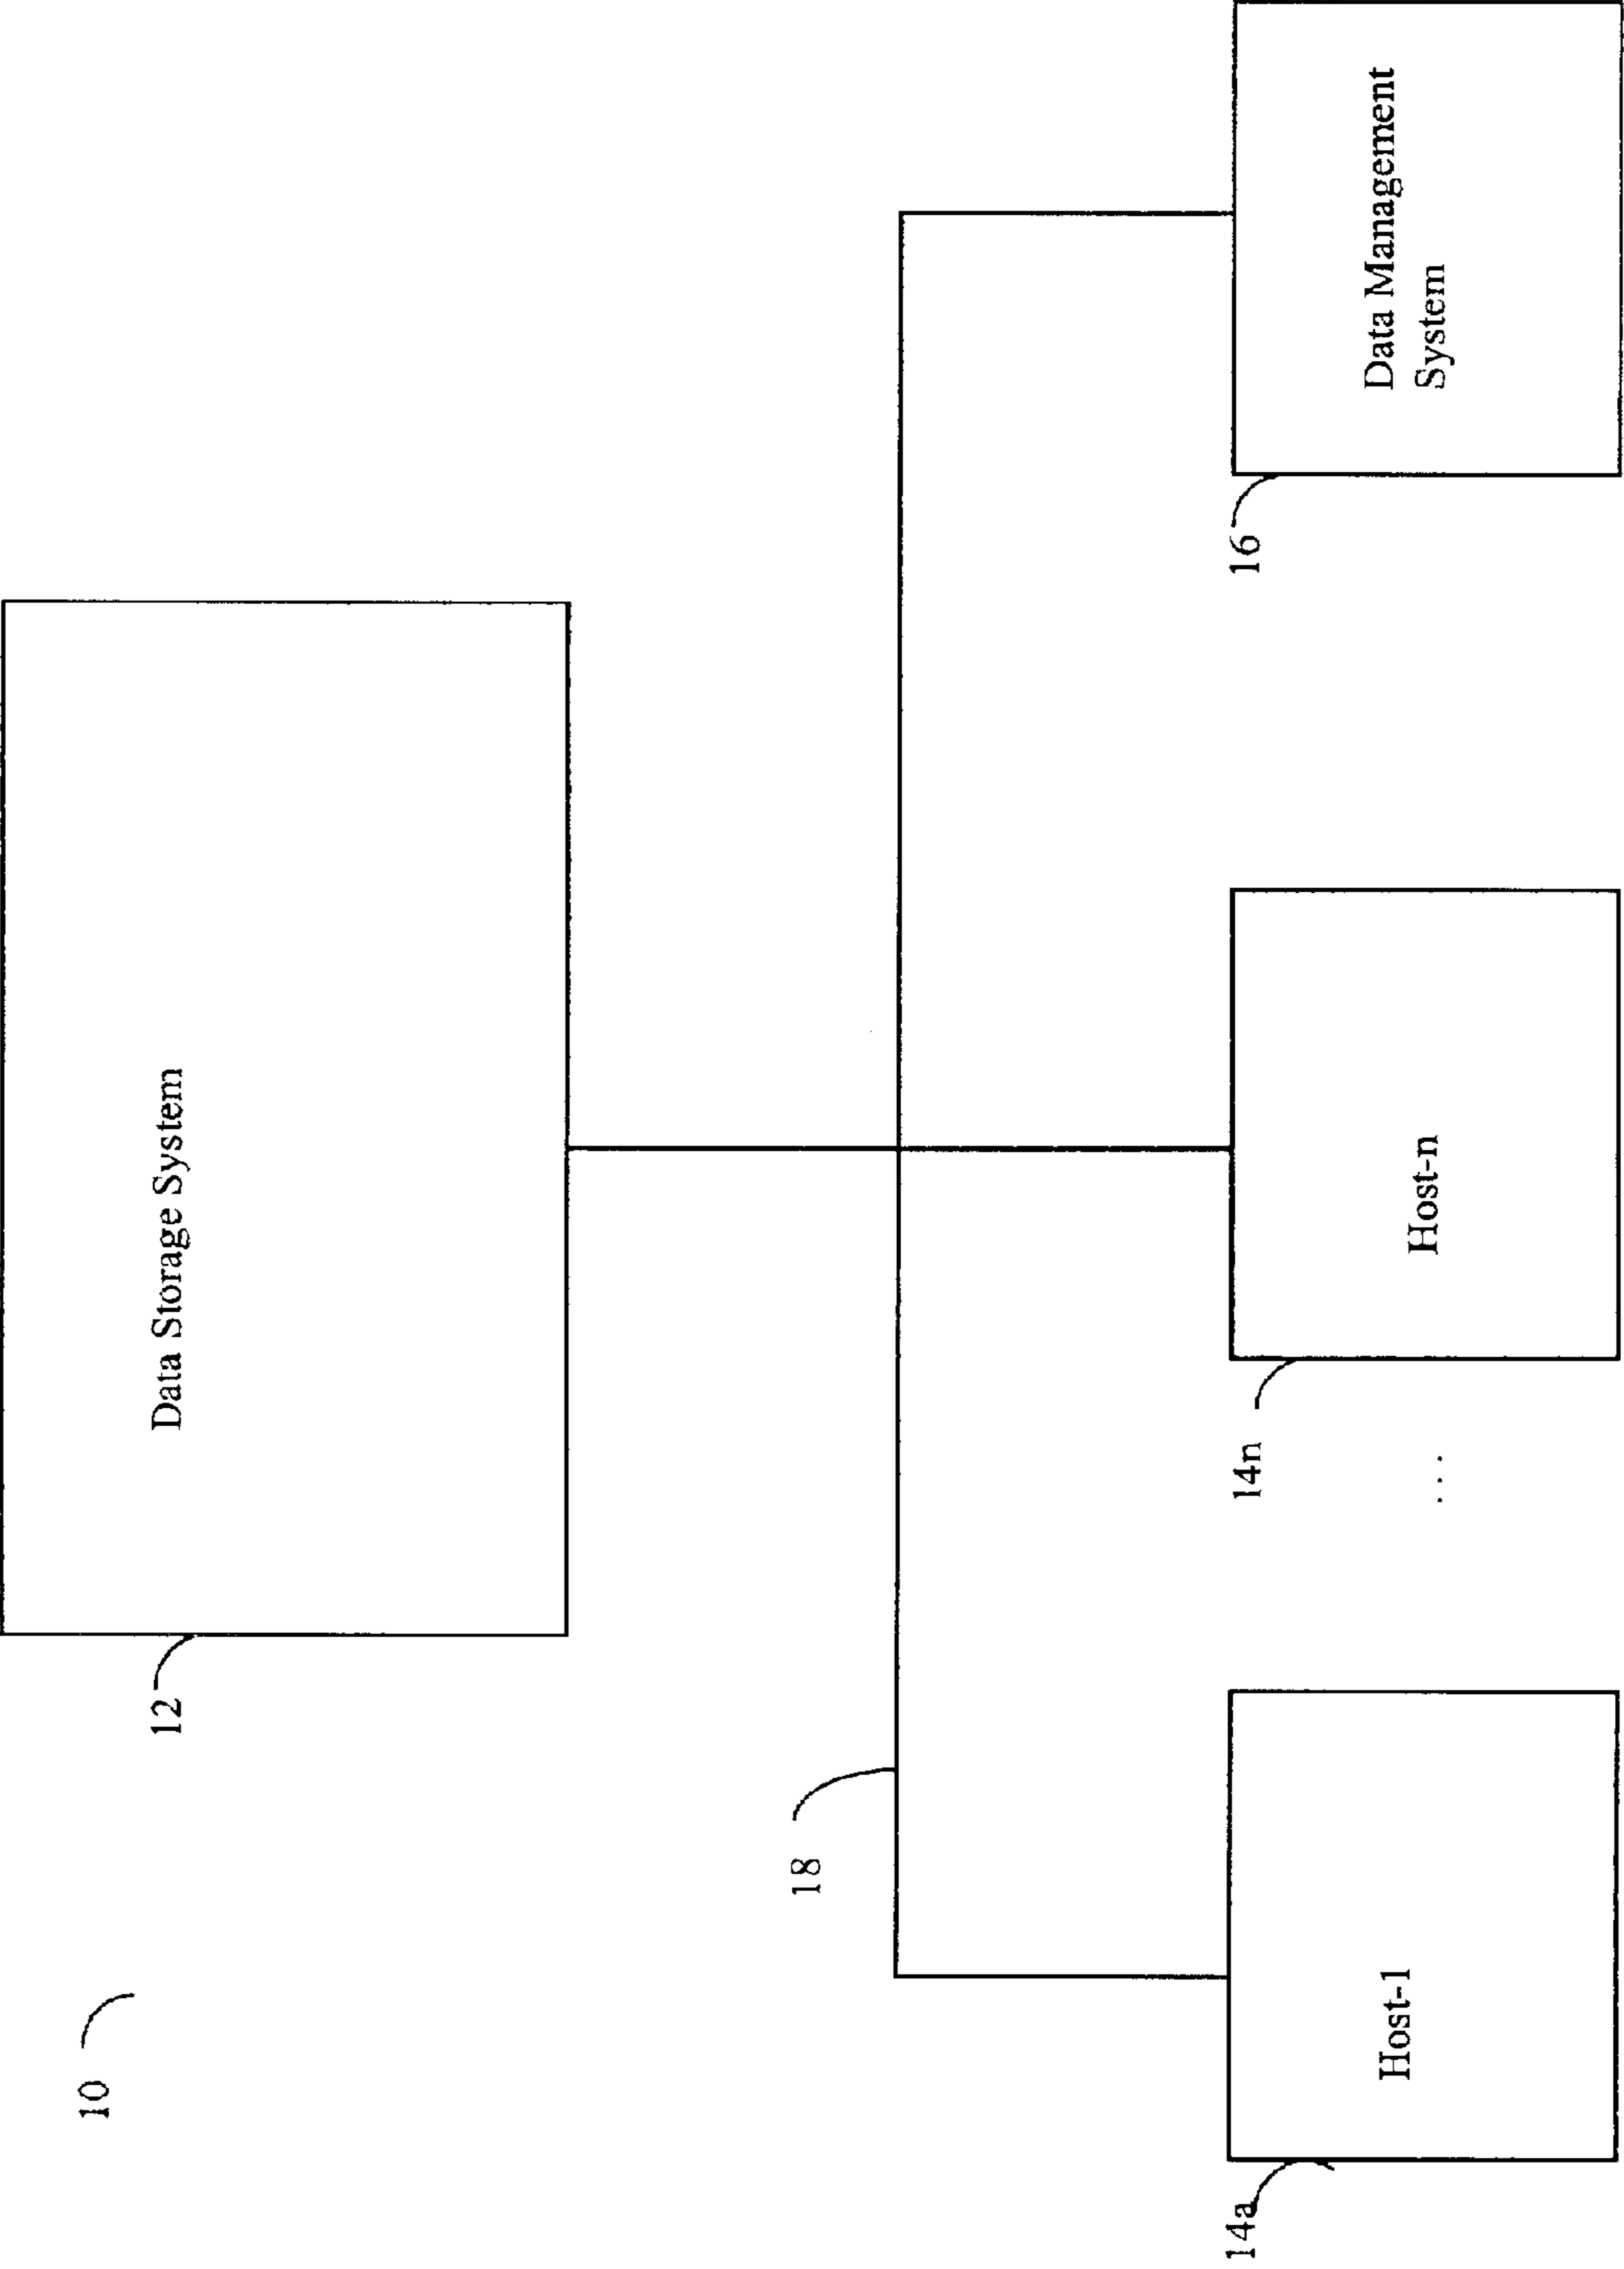 10
12
Data Storage System
18
14a
Host-1
14n
. . .
Host-n
16
Data Management
System